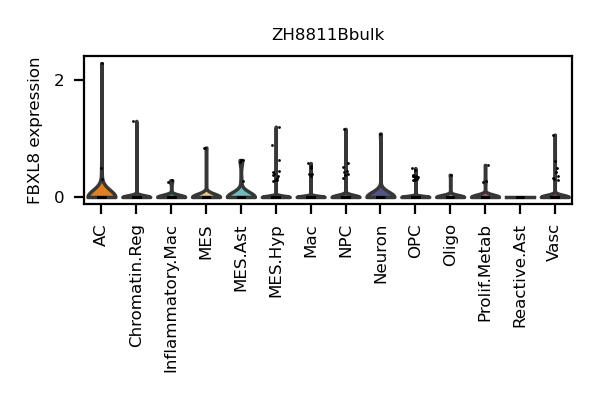 ZH8811Bbulk
FBXL8 expression
2
0
AC
Chromatin.Reg
Inflammatory.Mac
MES
MES.Ast
MES.Hyp
Mac
NPC
Neuron
OPC
Oligo
Prolif.Metab
Reactive.Ast
Vasc